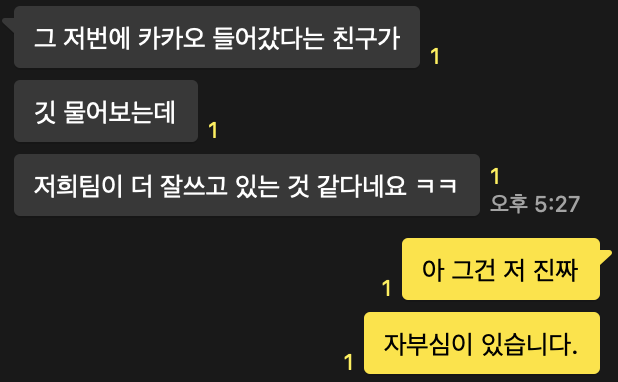 그 저번에 카카오 들어갔다는 친구가
1
깃 물어보는데
1
저희팀이 더 잘쓰고 있는 것 같다네요 ㅋㅋ
1
오후 5:27
아 그건 저 진짜
1
자부심이 있습니다.
1